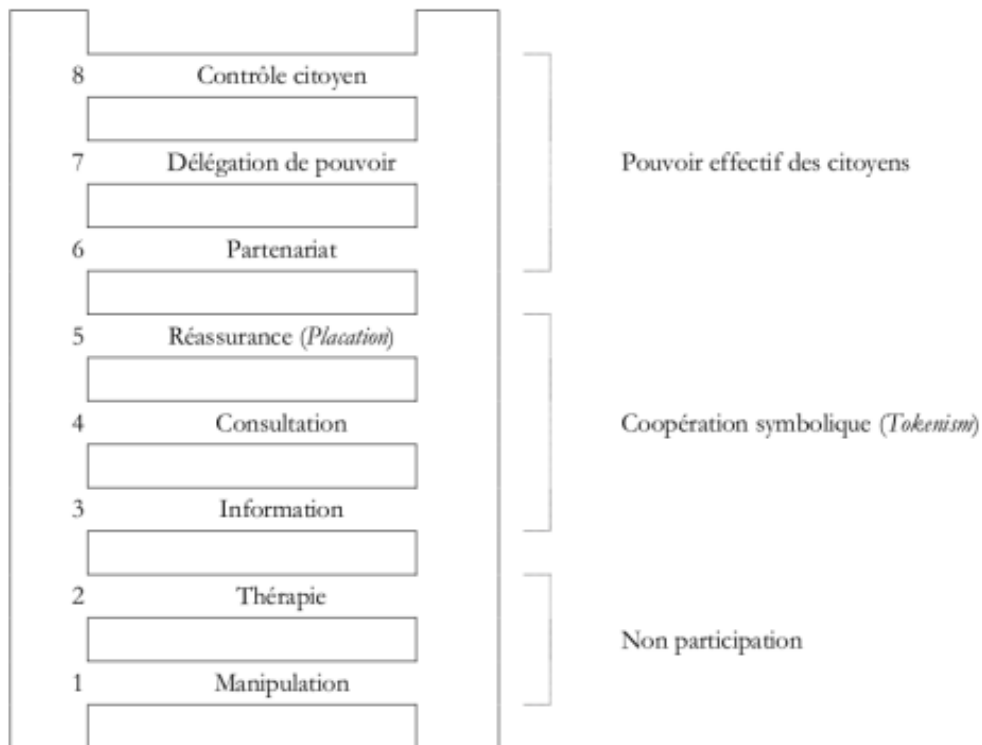 8 Contrôle citoyen
7 Délégation de pouvoir
Pouvoir effectif des citoyens
6 Partenariat
5 Réassurance (Placation)
4 Consultation
Coopération symbolique (Tokenism)
3 Information
2 Thérapie
Non participation
1 Manipulation